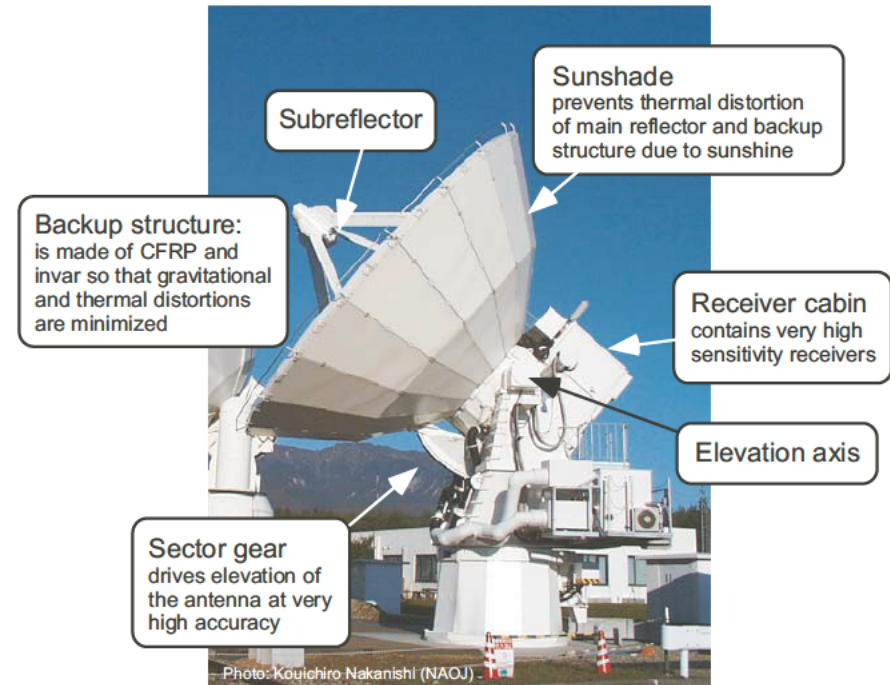 Subreflector
Sunshade
prevents thermal distortion
of main reflector and backup
structure due to sunshine
Backup structure:
is made of CFRP and
invar so that gravitational
and thermal distortions
are minimized
Receiver cabin
contains very high
sensitivity receivers
Elevation axis
Sector gear
drives elevation of
the antenna at very
high accuracy
Photo: Kouichiro Nakanishi (NAOJ)